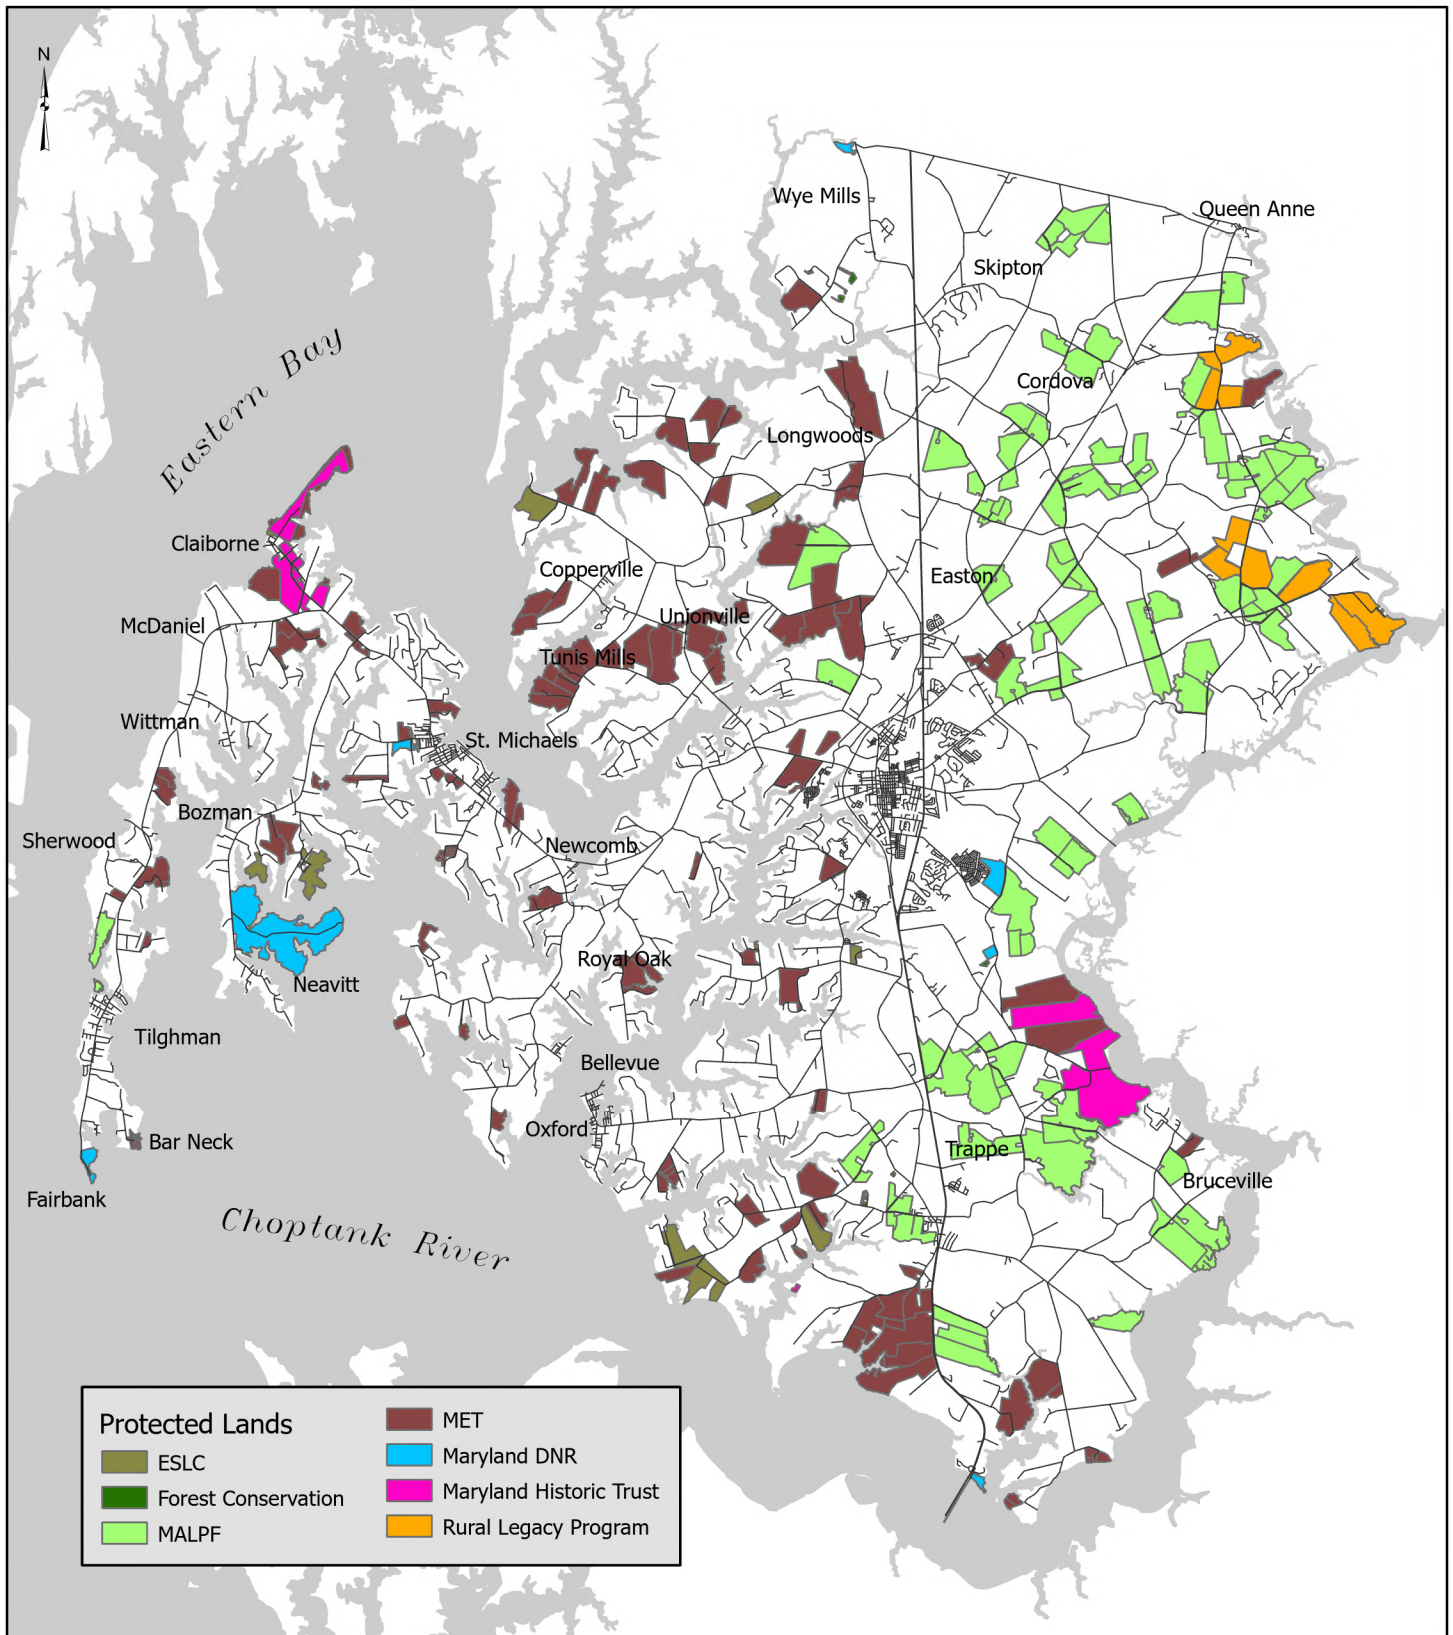 N
Wye Mills
Queen Anne
Skipton
Eastern Bay
Cordova
Longwoods
Claiborne
Copperville
Easton
McDaniel
Unionville
Tunis Mills
Wittman
St. Michaels
Bozman
Sherwood
Newcomb
Royal Oak
Neavitt
Tilghman
Bellevue
Oxford
Bar Neck
Trappe
Bruceville
Fairbank
Choptank River
Protected Lands
ESLC
Forest Conservation
MALPF
MET
Maryland DNR
Maryland Historic Trust
Rural Legacy Program